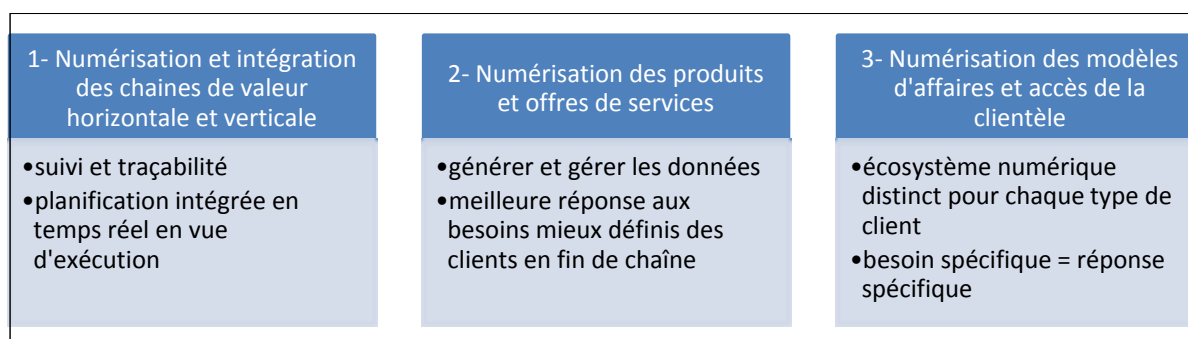 1- Numérisation et intégration
des chaines de valeur
horizontale et verticale
•suivi et traçabilité
•planification intégrée en
temps réel en vue
d'exécution
2- Numérisation des produits
et offres de services
•générer et gérer les données
•meilleure réponse aux
besoins mieux définis des
clients en fin de chaîne
3- Numérisation des modèles
d'affaires et accès de la
clientèle
•écosystème numérique
distinct pour chaque type de
client
•besoin spécifique = réponse
spécifique